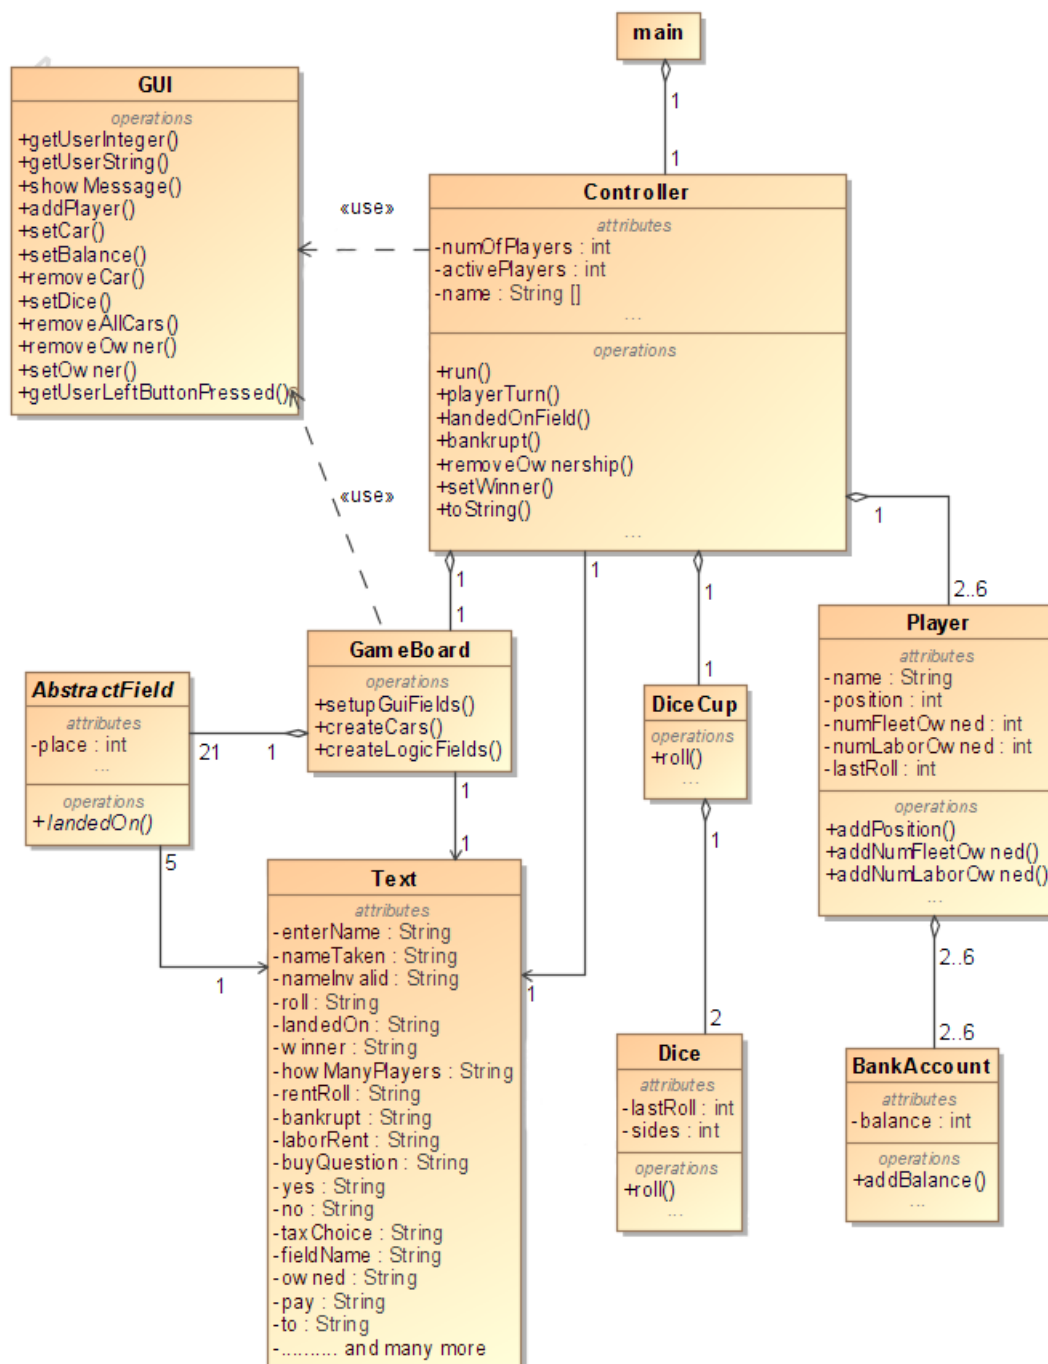 main
1
1
GUI
operations
+getUserInteger()
+getUserString()
+showMessage()
+addPlayer()
+setCar()
+setBalance()
+removeCar()
+setDice()
+removeAllCars()
+removeOwner()
+setOwner()
+getUserLeftButtonPressed()
«use»
«use»
Controller
attributes
-numOfPlayers : int
-activePlayers : int
-name : String []
...
operations
+run()
+playerTurn()
+landedOnField()
+bankrupt()
+removeOwnership()
+setWinner()
+toString()
...
1
1
1
1
1
2..6
1
1
GameBoard
operations
+setupGuiFields()
+createCars()
+createLogicFields()
21
1
1
1
AbstractField
attributes
-place : int
...
operations
+landedOn()
5
1
DiceCup
operations
+roll()
...
1
2
Player
attributes
-name : String
-position : int
-numFleetOwned : int
-numLaborOwned : int
-lastRoll : int
operations
+addPosition()
+addNumFleetOwned()
+addNumLaborOwned()
...
2..6
2..6
Text
attributes
-enterName : String
-nameTaken : String
-nameInvalid : String
-roll : String
-landedOn : String
-winner : String
-howManyPlayers : String
-rentRoll : String
-bankrupt : String
-laborRent : String
-buyQuestion : String
-yes : String
-no : String
-taxChoice : String
-fieldName : String
-owned : String
-pay : String
-to : String
-.......... and many more
Dice
attributes
-lastRoll : int
-sides : int
operations
+roll()
...
BankAccount
attributes
-balance : int
operations
+addBalance()
...